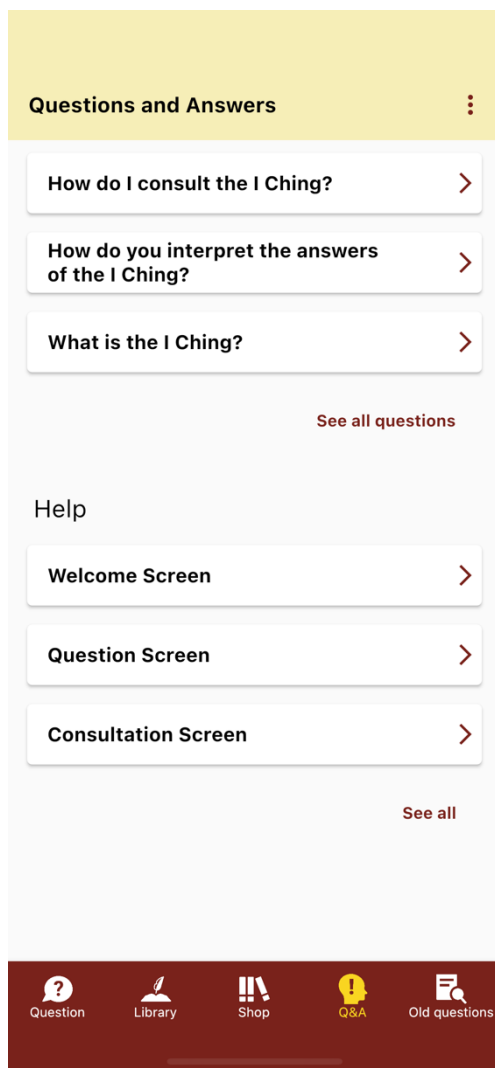 Questions and Answers
How do I consult the I Ching?
How do you interpret the answers
of the I Ching?
What is the I Ching?
See all questions
Help
Welcome Screen
Question Screen
Consultation Screen
See all
Question
Library
Shop
Q&A
Old questions